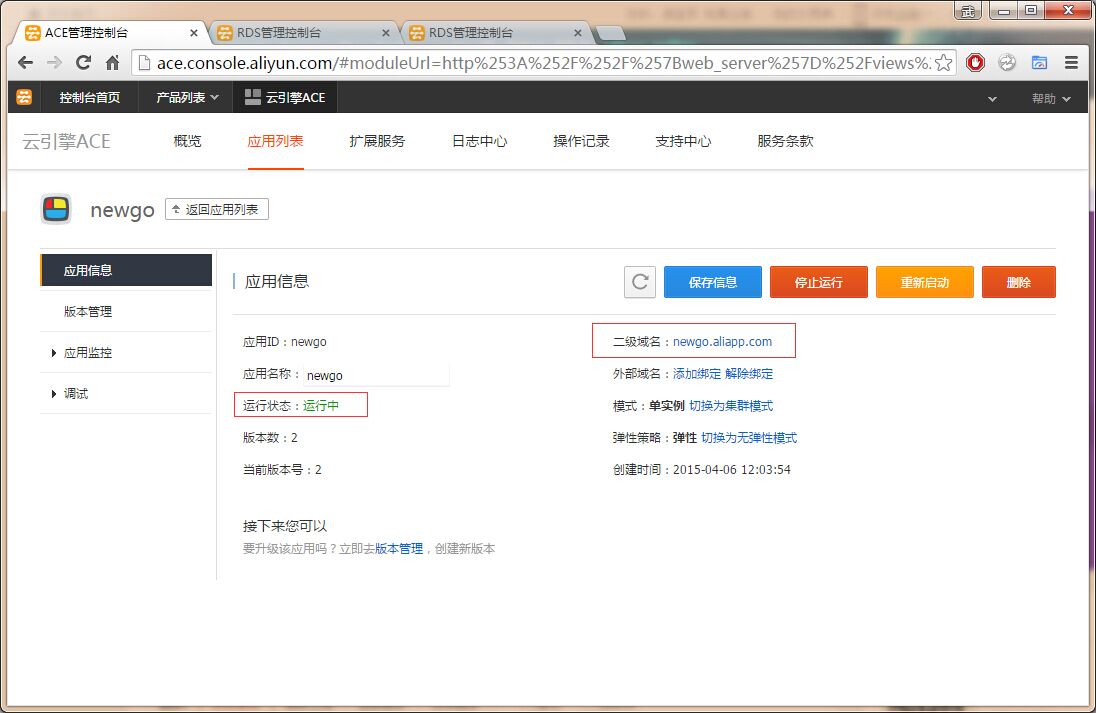 武
ACE管理控制台 RDS管理控制台 RDS管理控制台
ace.console.aliyun.com/#moduleUrl=http%253A%252F%252F%257Bweb_server%257D%252Fviews%
控制台首页 产品列表 云引擎ACE 帮助
云引擎ACE 概览 应用列表 扩展服务 日志中心 操作记录 支持中心 服务条款
newgo 返回应用列表
应用信息
版本管理
应用监控
调试
应用信息 保存信息 停止运行 重新启动 删除
应用ID：newgo 二级域名：newgo.aliapp.com
应用名称： newgo 外部域名：添加绑定 解除绑定
运行状态：运行中 模式：单实例 切换为集群模式
版本数：2 弹性策略：弹性 切换为无弹性模式
当前版本号：2 创建时间：2015-04-06 12:03:54
接下来您可以
要升级该应用吗？立即去版本管理，创建新版本